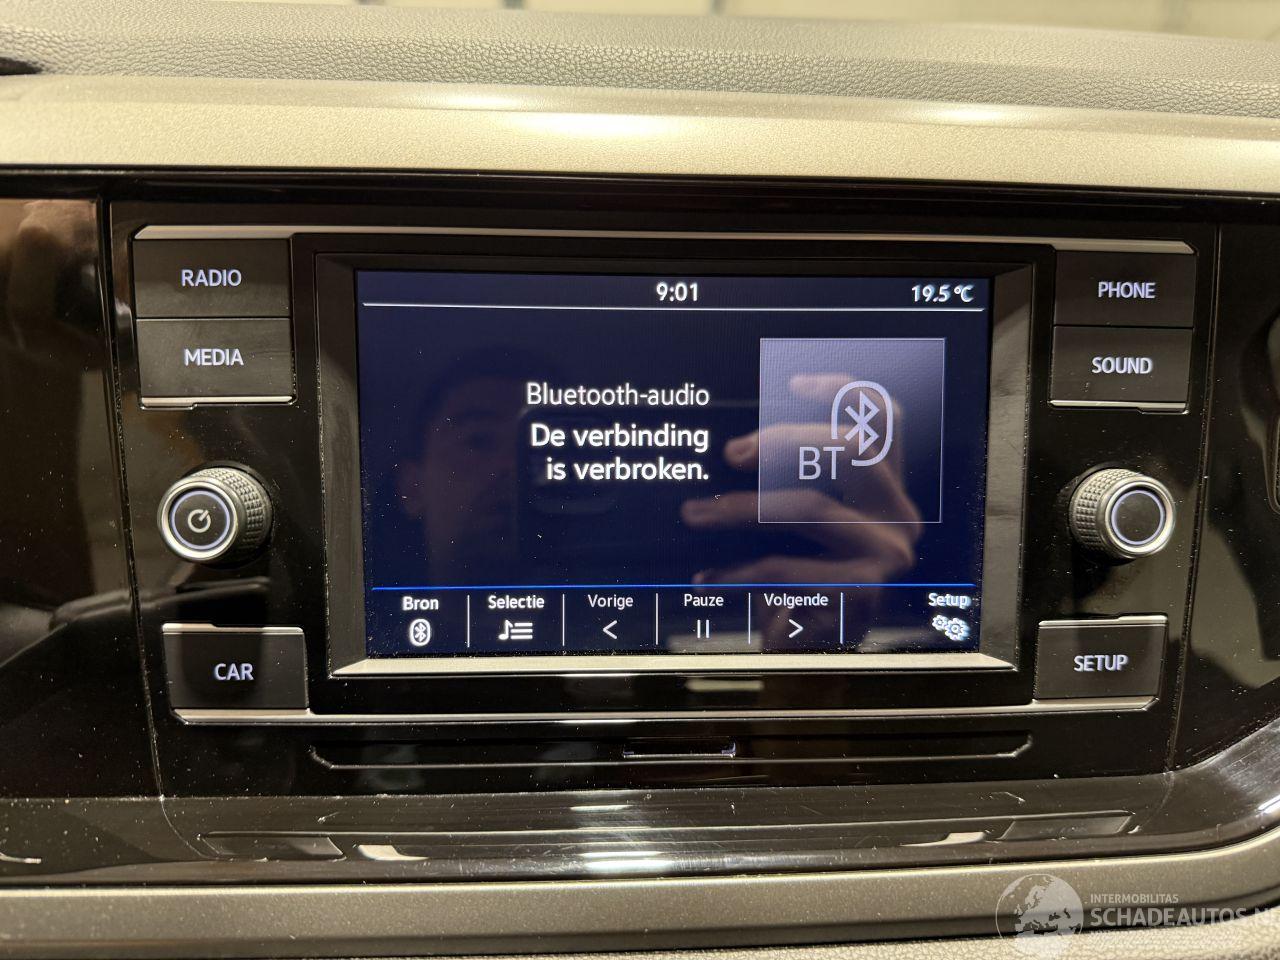 RADIO
MEDIA
CAR
9:01
19.5 °C
Bluetooth-audio
De verbinding
is verbroken.
BT
Bron
Selectie
Vorige
Pauze
Volgende
Setup
PHONE
SOUND
SETUP
INTERMOBILITAS
SCHADEAUTOS.N